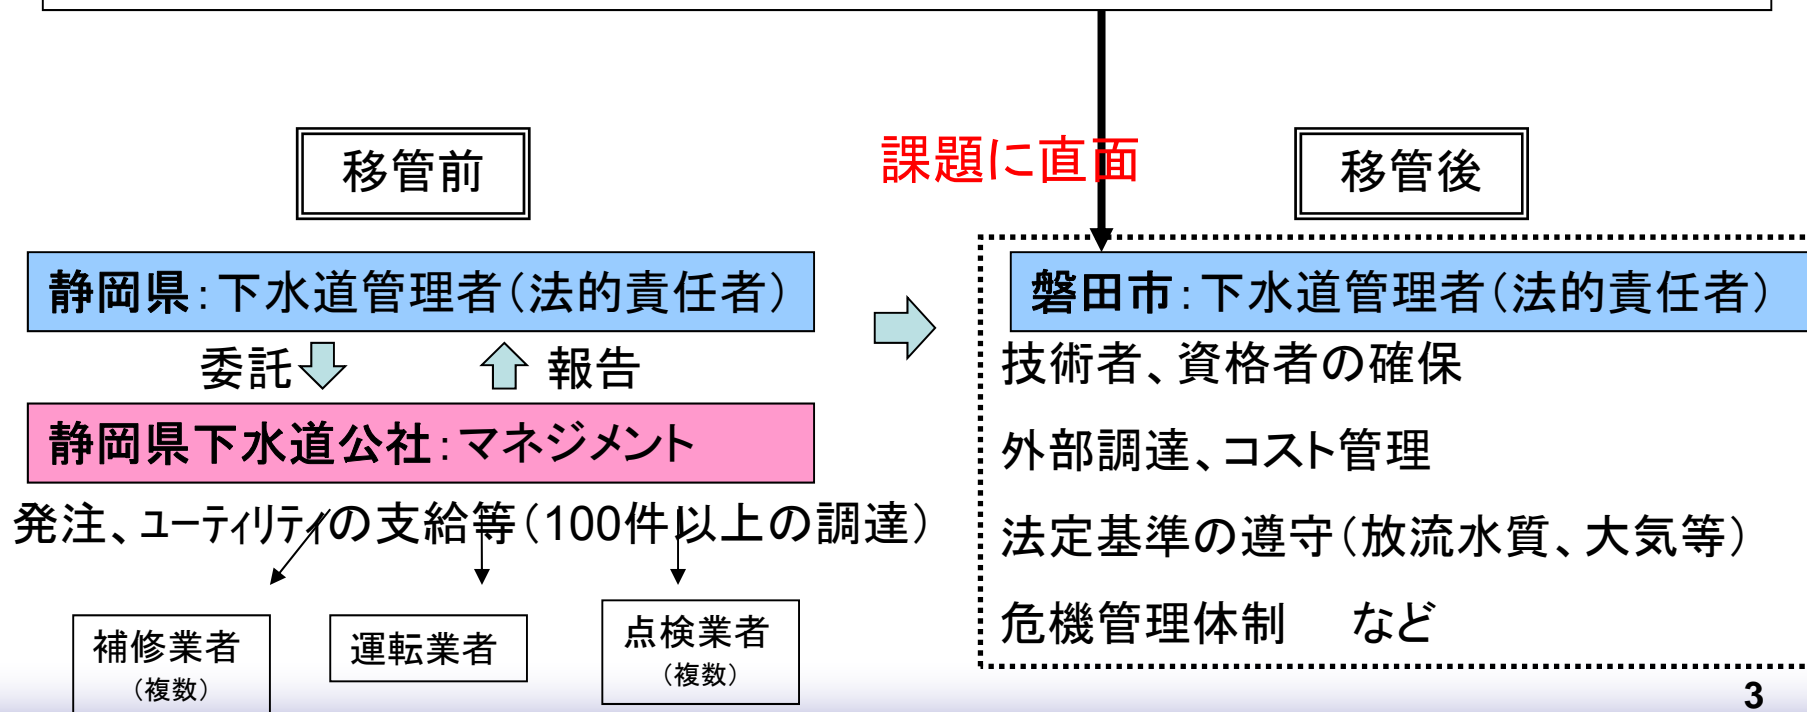 移管前
課題に直面
移管後
静岡県:下水道管理者(法的責任者)
委託
報告
静岡県下水道公社:マネジメント
発注、ユーティリティの支給等(100件以上の調達)
補修業者
(複数)
運転業者
点検業者
(複数)
磐田市:下水道管理者(法的責任者)
技術者、資格者の確保
外部調達、コスト管理
法定基準の遵守(放流水質、大気等)
危機管理体制 など
3